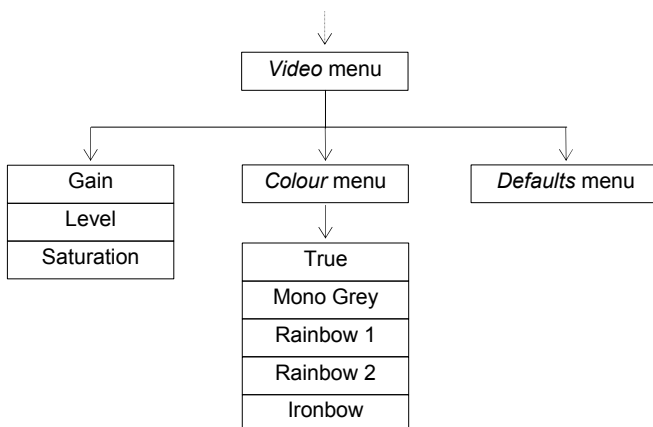 Video menu
Gain
Level
Saturation
Colour menu
Defaults menu
True
Mono Grey
Rainbow 1
Rainbow 2
Ironbow